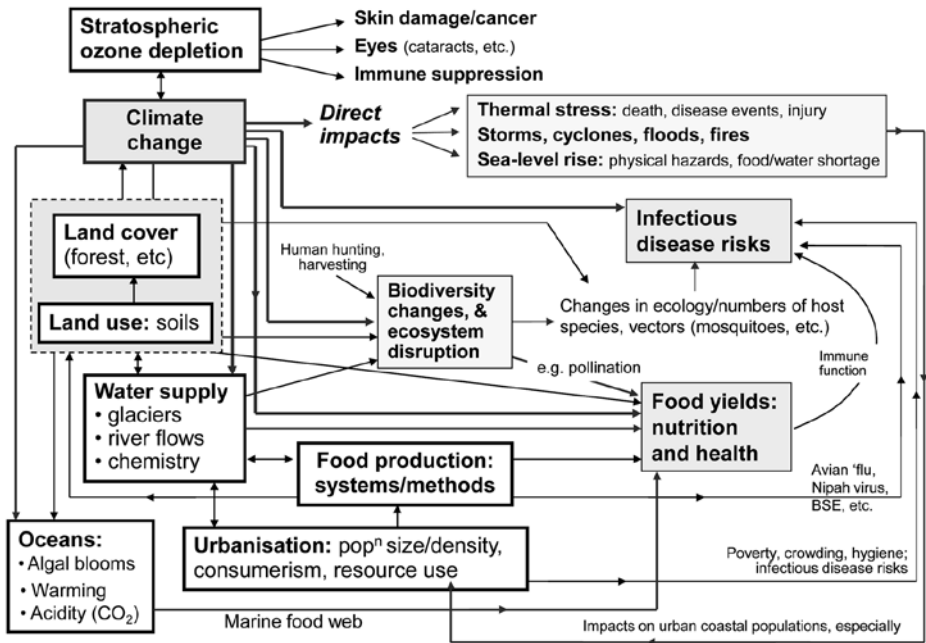 Stratospheric
ozone depletion
Skin damage/cancer
Eyes (cataracts, etc.)
Immune suppression
Climate
change
Direct
impacts
Thermal stress: death, disease events, injury
Storms, cyclones, floods, fires
Sea-level rise: physical hazards, food/water shortage
Land cover
(forest, etc)
Land use: soils
Human hunting,
harvesting
Biodiversity
changes, &
ecosystem
disruption
Infectious
disease risks
Changes in ecology/numbers of host
species, vectors (mosquitoes, etc.)
e.g. pollination
Immune
function
Water supply
• glaciers
• river flows
• chemistry
Food yields:
nutrition
and health
Food production:
systems/methods
Avian ‘flu,
Nipah virus,
BSE, etc.
Oceans:
• Algal blooms
• Warming
• Acidity (CO₂)
Urbanisation: popⁿ size/density,
consumerism, resource use
Poverty, crowding, hygiene;
infectious disease risks
Marine food web
Impacts on urban coastal populations, especially